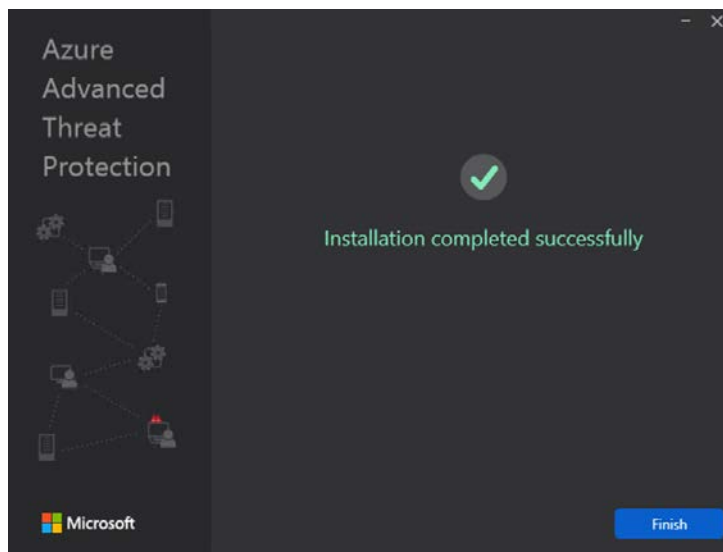 Azure
Advanced
Threat
Protection
Installation completed successfully
Microsoft
Finish